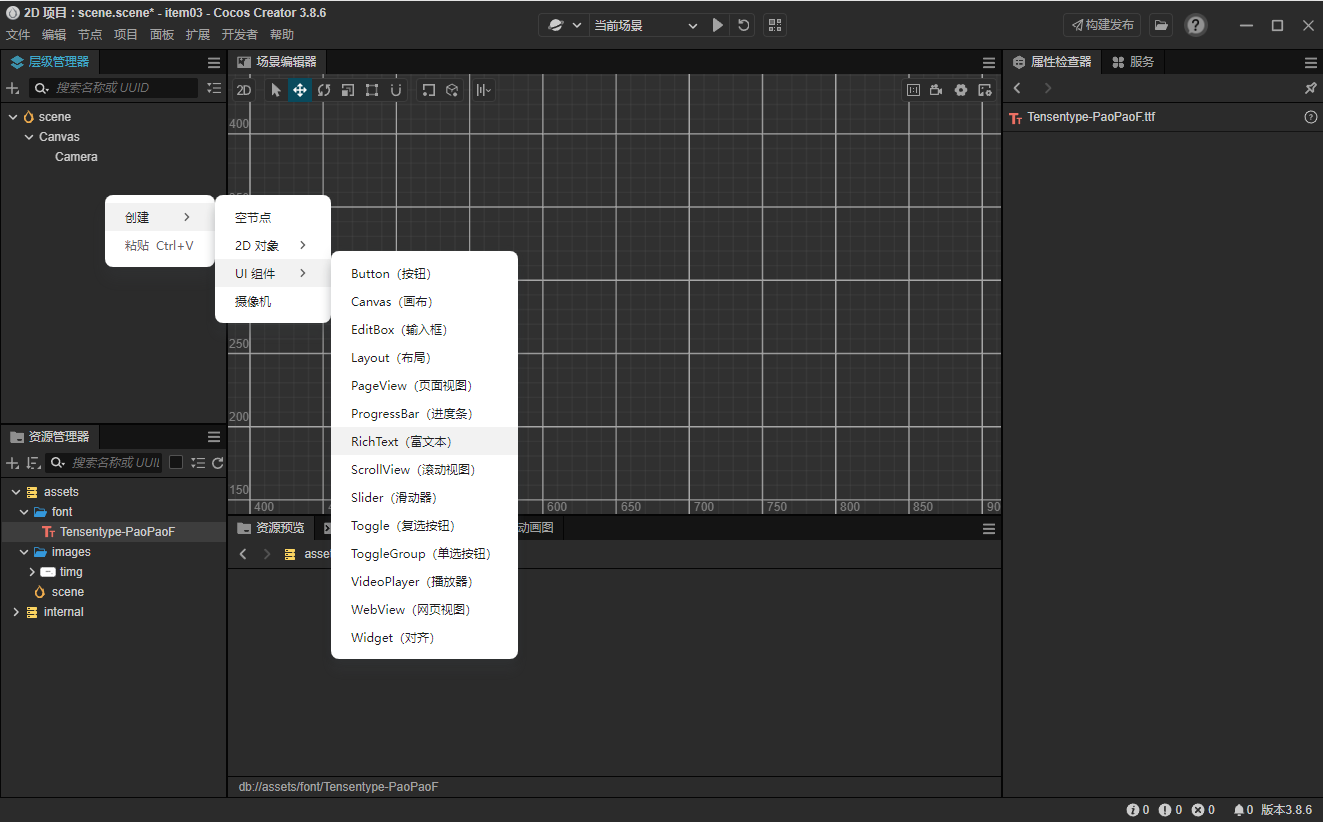 2D 项目 : scene.scene* - item03 - Cocos Creator 3.8.6
文件 编辑 节点 项目 面板 扩展 开发者 帮助
当前场景
构建发布
层级管理器
搜索名称或 UUID
scene
Canvas
Camera
创建
粘贴 Ctrl+V
空节点
2D 对象
UI 组件
摄像机
Button（按钮）
Canvas（画布）
EditBox（输入框）
Layout（布局）
PageView（页面视图）
ProgressBar（进度条）
RichText（富文本）
ScrollView（滚动视图）
Slider（滑动器）
Toggle（复选按钮）
ToggleGroup（单选按钮）
VideoPlayer（播放器）
WebView（网页视图）
Widget（对齐）
场景编辑器
2D
400
250
200
150
400
600
650
700
750
800
850
90
属性检查器 服务
Tensentype-PaoPaoF.ttf
资源管理器
搜索名称或 UUI
assets
font
Tensentype-PaoPaoF
images
timg
scene
internal
资源预览
动画图
db://assets/font/Tensentype-PaoPaoF
0 0 0 0 版本3.8.6